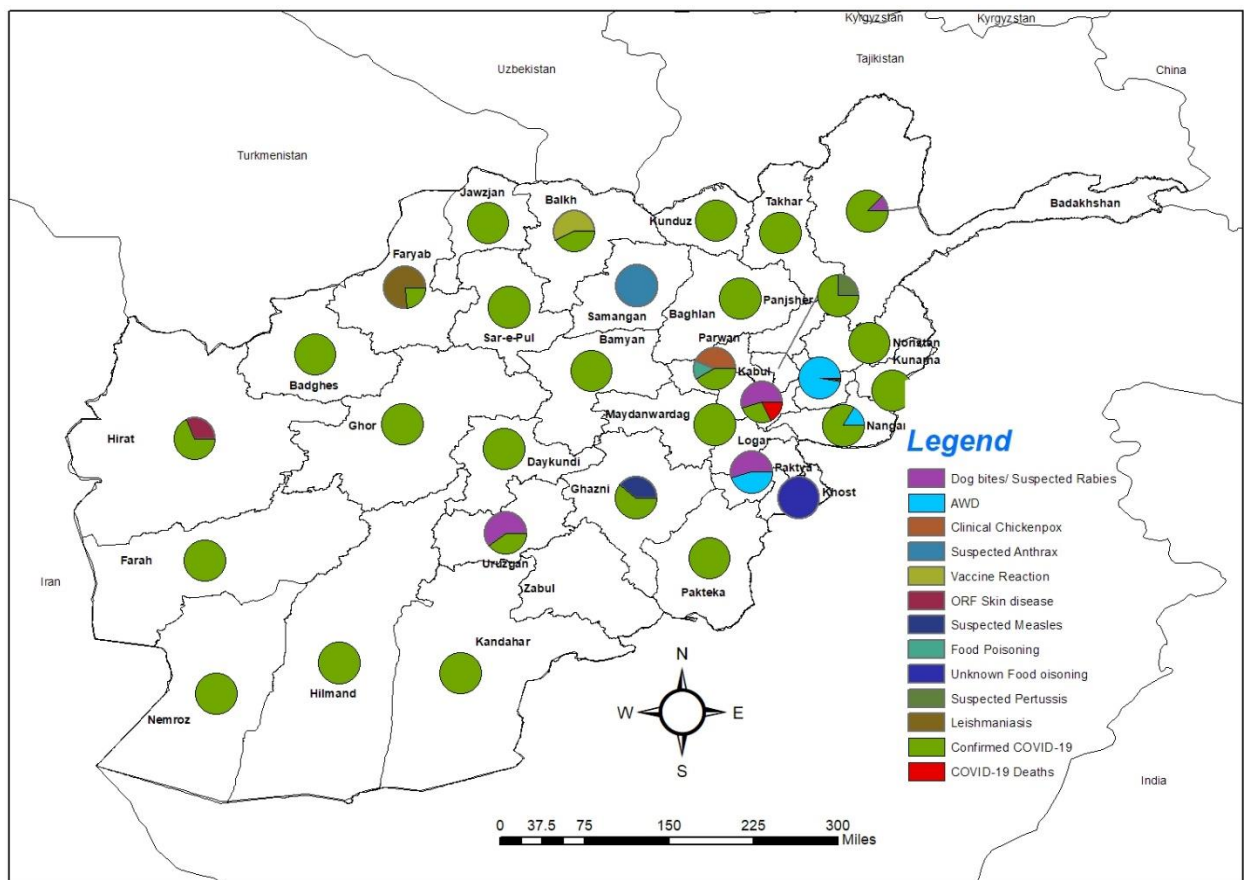 Kyrgyzstan
Kyrgyzstan
Tajikistan
Uzbekistan
China
Turkmenistan
Jawzjan
Balkh
Kunduz
Takhar
Badakhshan
Faryab
Samangan
Baghlan
Panjsher
Sar-e-Pul
Bamyan
Parwan
Nonstan
Kunama
Badghes
Kabul
Hirat
Ghor
Maydanwardag
Nangar
Logar
Daykundi
Ghazni
Paktya
Khost
Farah
Uruzgan
Zabul
Pakteka
Iran
Kandahar
Hilmand
Nemroz
India
N
W
E
S
0 37.5 75 150 225 300
Miles
Legend
Dog bites/ Suspected Rabies
AWD
Clinical Chickenpox
Suspected Anthrax
Vaccine Reaction
ORF Skin disease
Suspected Measles
Food Poisoning
Unknown Food oisoning
Suspected Pertussis
Leishmaniasis
Confirmed COVID-19
COVID-19 Deaths